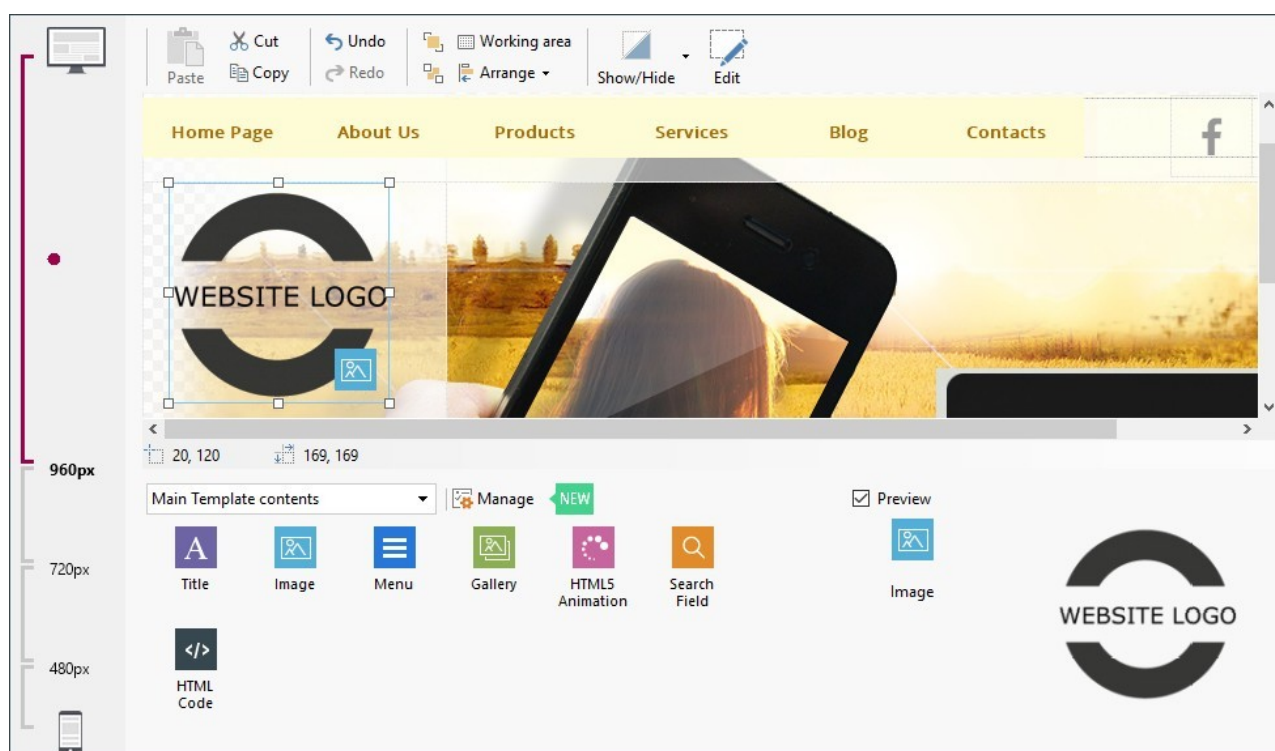 Paste
Cut
Copy
Undo
Redo
Working area
Arrange
Show/Hide
Edit
Home Page About Us Products Services Blog Contacts
f
WEBSITE LOGO
20, 120 169, 169
960px
720px
480px
Main Template contents
Manage
NEW
Preview
A
Title
Image
Menu
Gallery
HTML5
Animation
Search
Field
Image
WEBSITE LOGO
</>
HTML
Code